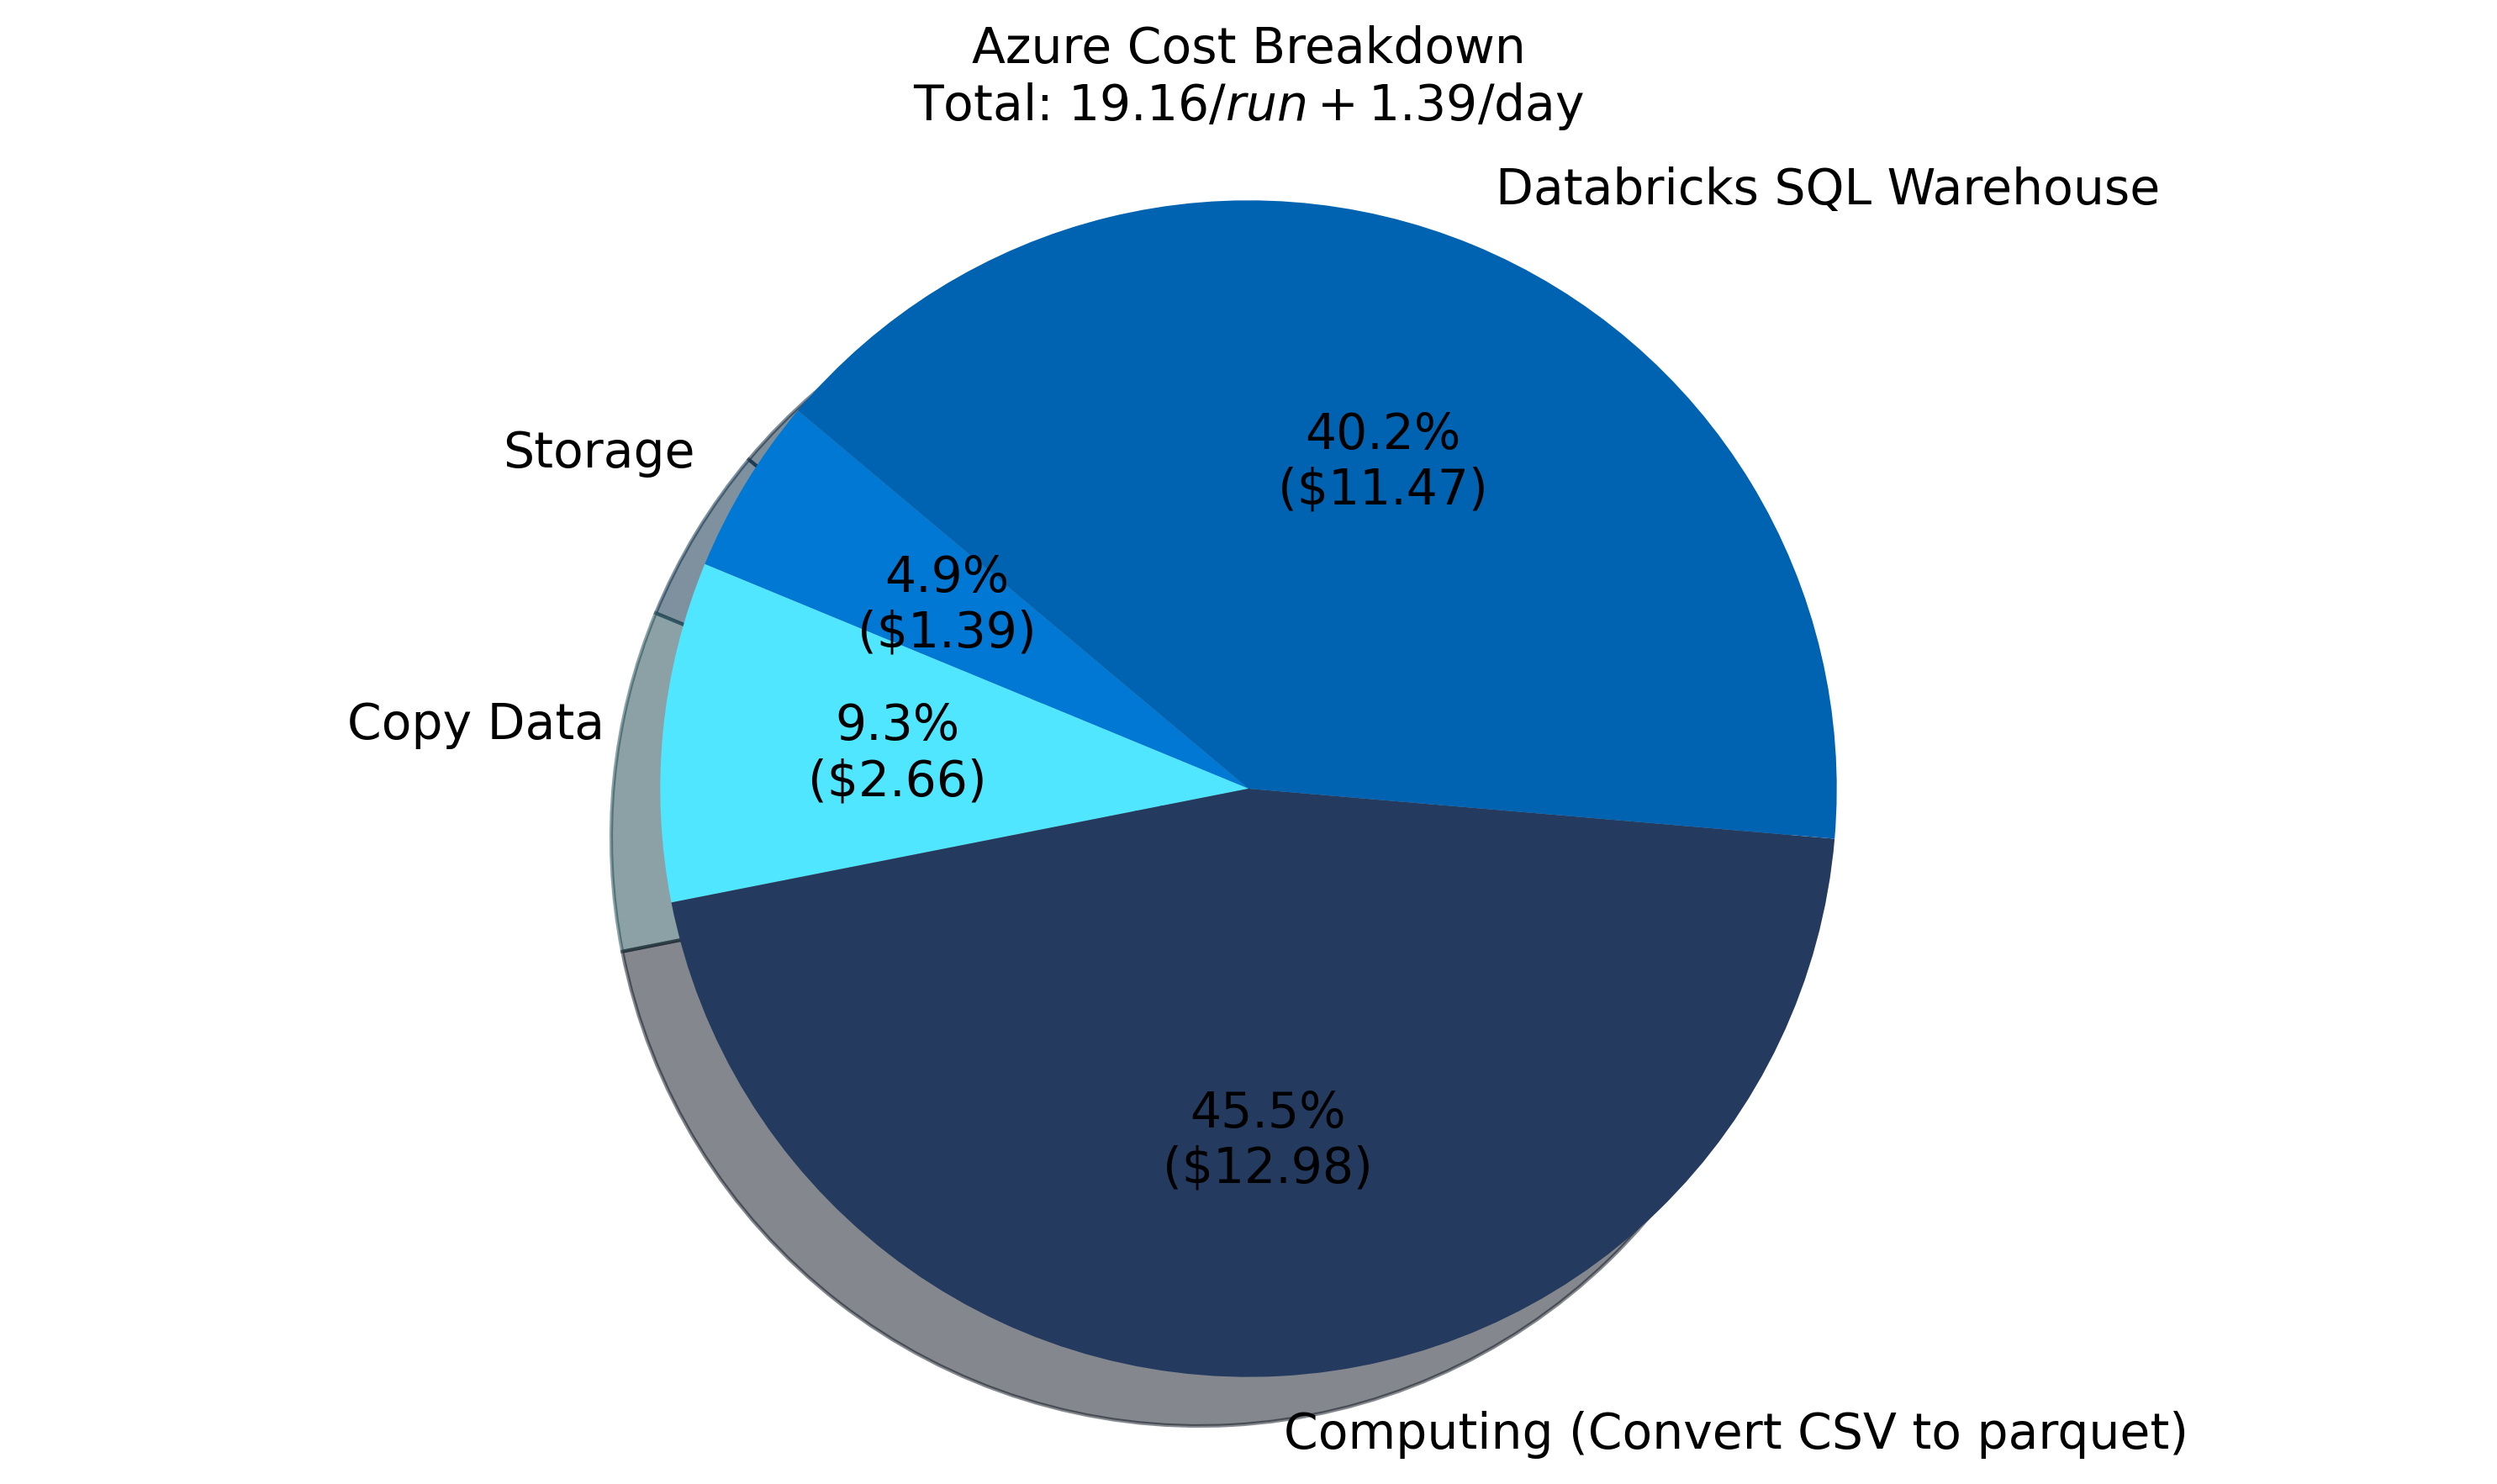 Azure Cost Breakdown
Total: 19.16/run + 1.39/day
Databricks SQL Warehouse
40.2%
($11.47)
Storage
4.9%
($1.39)
Copy Data
9.3%
($2.66)
45.5%
($12.98)
Computing (Convert CSV to parquet)